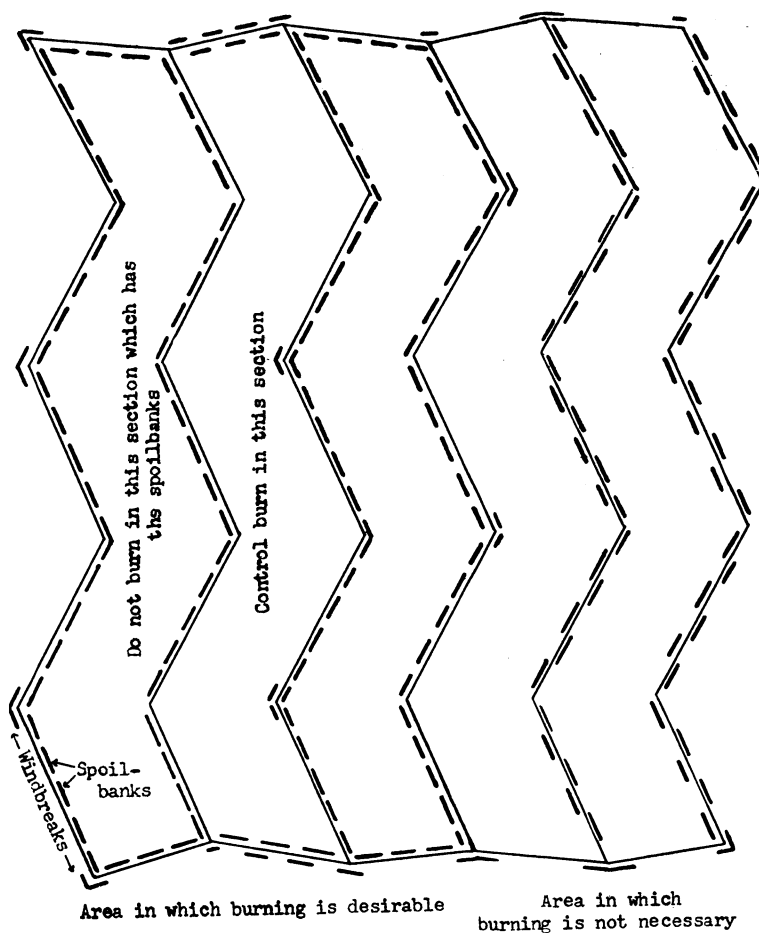 Do not burn in this section which has
the spoilbanks
Control burn in this section
Windbreaks
Spoil-
banks
Area in which burning is desirable
Area in which
burning is not necessary